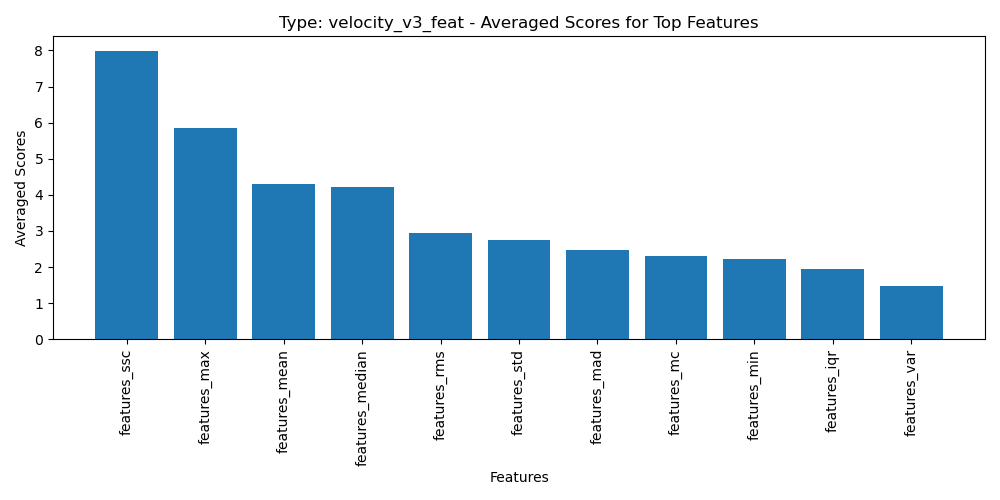 Type: velocity_v3_feat - Averaged Scores for Top Features
Averaged Scores
8
7
6
5
4
3
2
1
0
features_ssc
features_max
features_mean
features_median
features_rms
features_std
features_mad
features_mc
features_min
features_iqr
features_var
Features